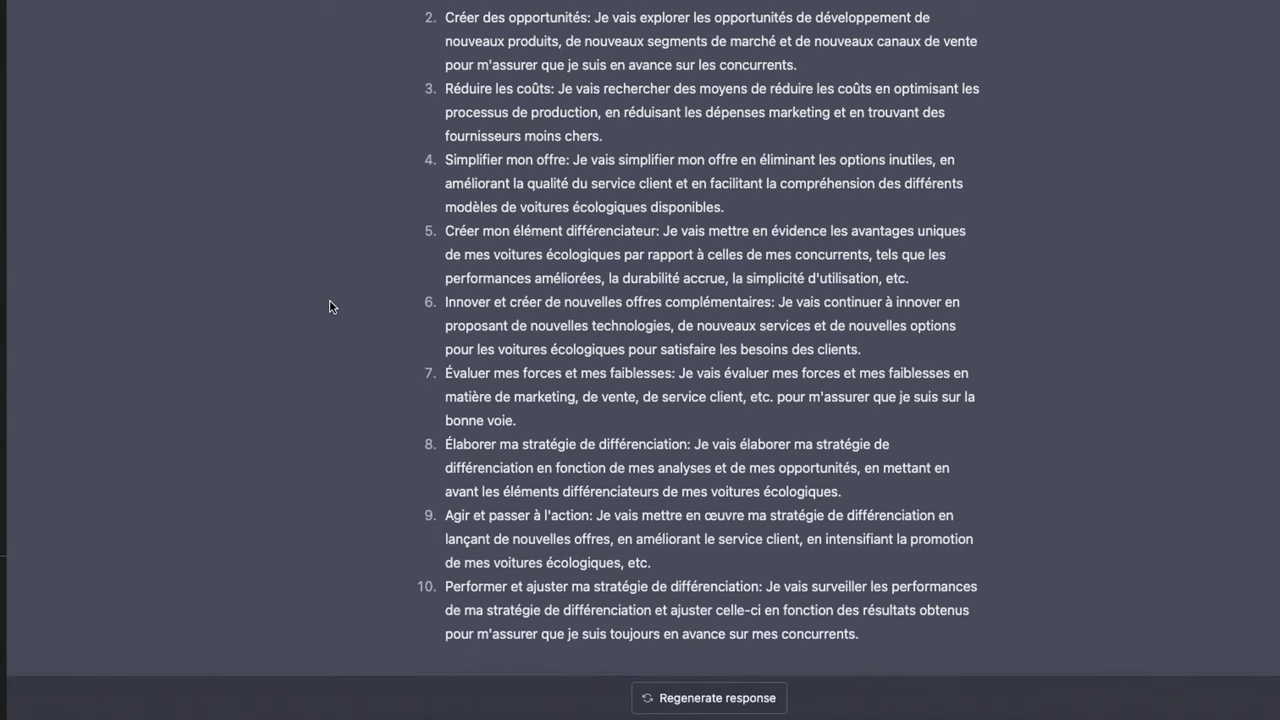 2. Créer des opportunités: Je vais explorer les opportunités de développement de
nouveaux produits, de nouveaux segments de marché et de nouveaux canaux de vente
pour m'assurer que je suis en avance sur les concurrents.
3. Réduire les coûts: Je vais rechercher des moyens de réduire les coûts en optimisant les
processus de production, en réduisant les dépenses marketing et en trouvant des
fournisseurs moins chers.
4. Simplifier mon offre: Je vais simplifier mon offre en éliminant les options inutiles, en
améliorant la qualité du service client et en facilitant la compréhension des différents
modèles de voitures écologiques disponibles.
5. Créer mon élément différenciateur: Je vais mettre en évidence les avantages uniques
de mes voitures écologiques par rapport à celles de mes concurrents, tels que les
performances améliorées, la durabilité accrue, la simplicité d'utilisation, etc.
6. Innover et créer de nouvelles offres complémentaires: Je vais continuer à innover en
proposant de nouvelles technologies, de nouveaux services et de nouvelles options
pour les voitures écologiques pour satisfaire les besoins des clients.
7. Évaluer mes forces et mes faiblesses: Je vais évaluer mes forces et mes faiblesses en
matière de marketing, de vente, de service client, etc. pour m'assurer que je suis sur la
bonne voie.
8. Élaborer ma stratégie de différenciation: Je vais élaborer ma stratégie de
différenciation en fonction de mes analyses et de mes opportunités, en mettant en
avant les éléments différenciateurs de mes voitures écologiques.
9. Agir et passer à l'action: Je vais mettre en œuvre ma stratégie de différenciation en
lançant de nouvelles offres, en améliorant le service client, en intensifiant la promotion
de mes voitures écologiques, etc.
10. Performer et ajuster ma stratégie de différenciation: Je vais surveiller les performances
de ma stratégie de différenciation et ajuster celle-ci en fonction des résultats obtenus
pour m'assurer que je suis toujours en avance sur mes concurrents.
Regenerate response